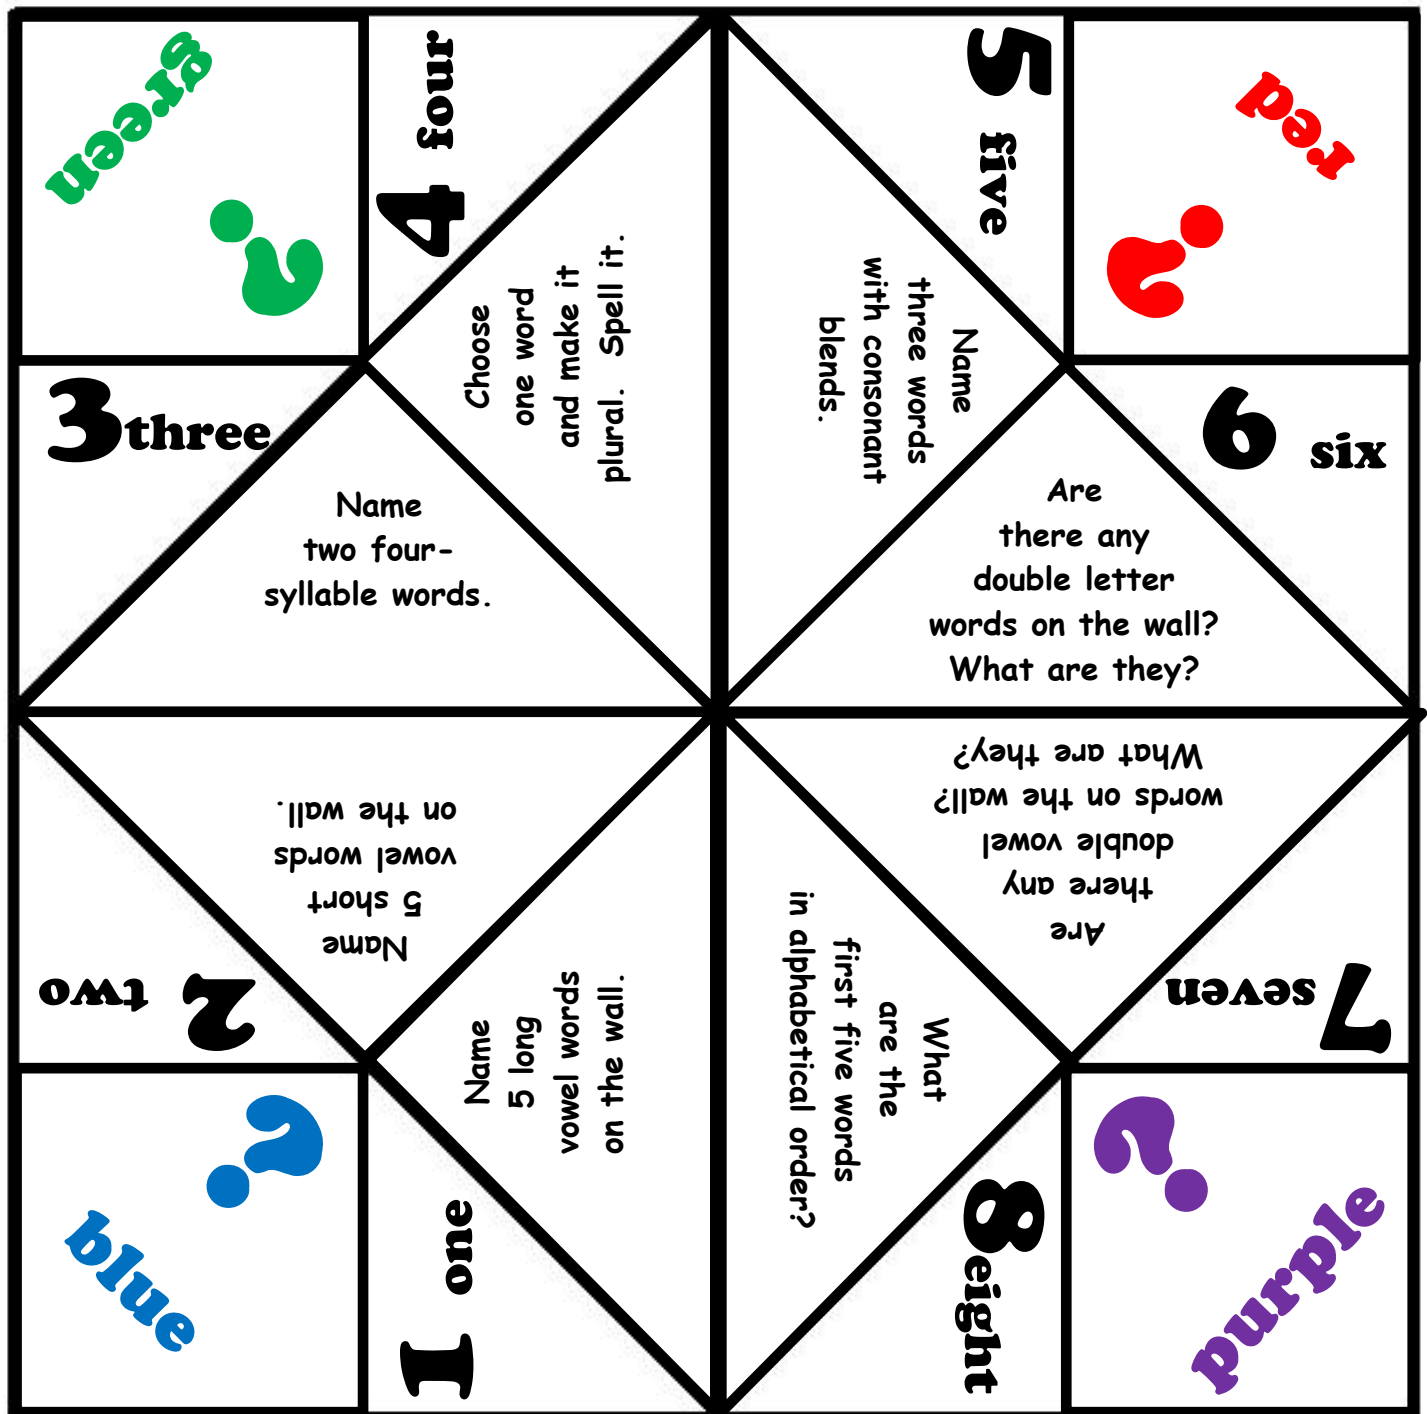 green
?
4 four
5 five
red
?
3 three
Choose
one word
and make it
plural. Spell it.
Name
three words
with consonant
blends.
6 six
Name
two four-
syllable words.
Are
there any
double letter
words on the wall?
What are they?
Name
5 short
vowel words
on the wall.
2 two
Name
5 long
vowel words
on the wall.
What
are the
first five words
in alphabetical order?
Are
there any
double vowel
words on the wall?
What are they?
7 seven
?
blue
1 one
8 eight
?
purple